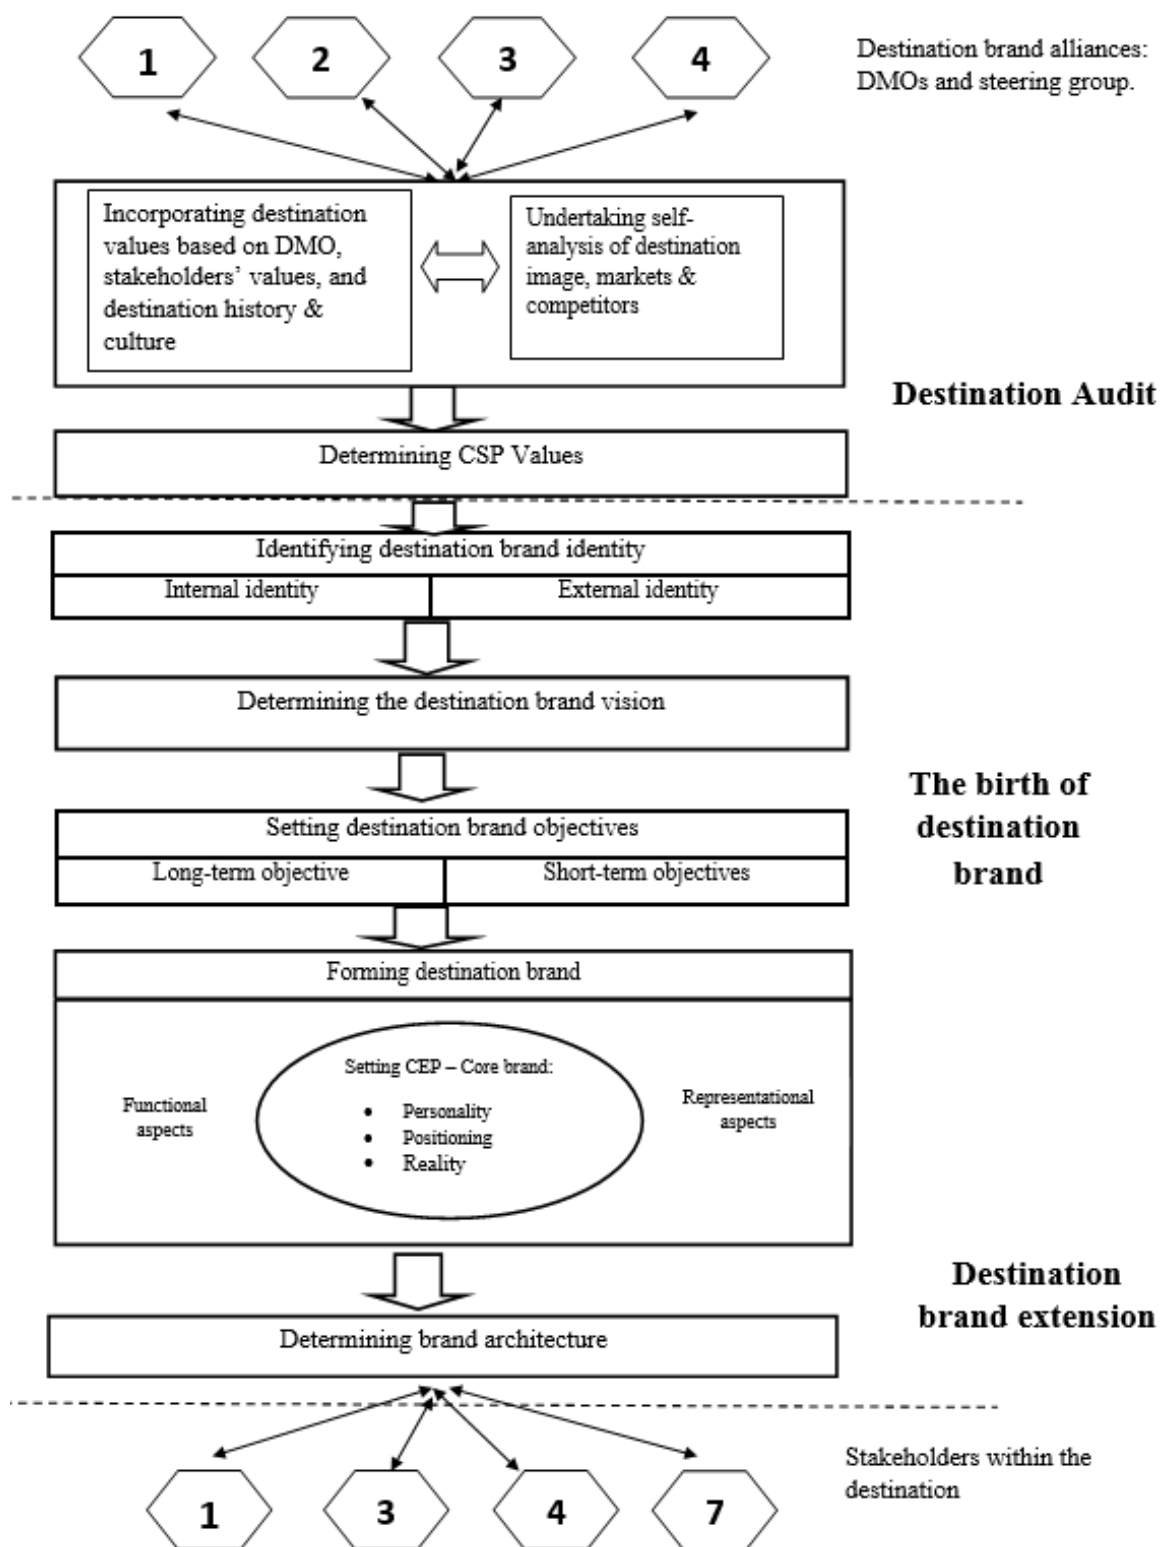 1
2
3
4
Destination brand alliances:
DMOs and steering group.
Incorporating destination
values based on DMO,
stakeholders’ values, and
destination history &
culture
Undertaking self-
analysis of destination
image, markets &
competitors
Destination Audit
Determining CSP Values
Identifying destination brand identity
Internal identity
External identity
Determining the destination brand vision
The birth of
destination
brand
Setting destination brand objectives
Long-term objective
Short-term objectives
Forming destination brand
Functional
aspects
Setting CEP – Core brand:
• Personality
• Positioning
• Reality
Representational
aspects
Destination
brand extension
Determining brand architecture
Stakeholders within the
destination
1
3
4
7